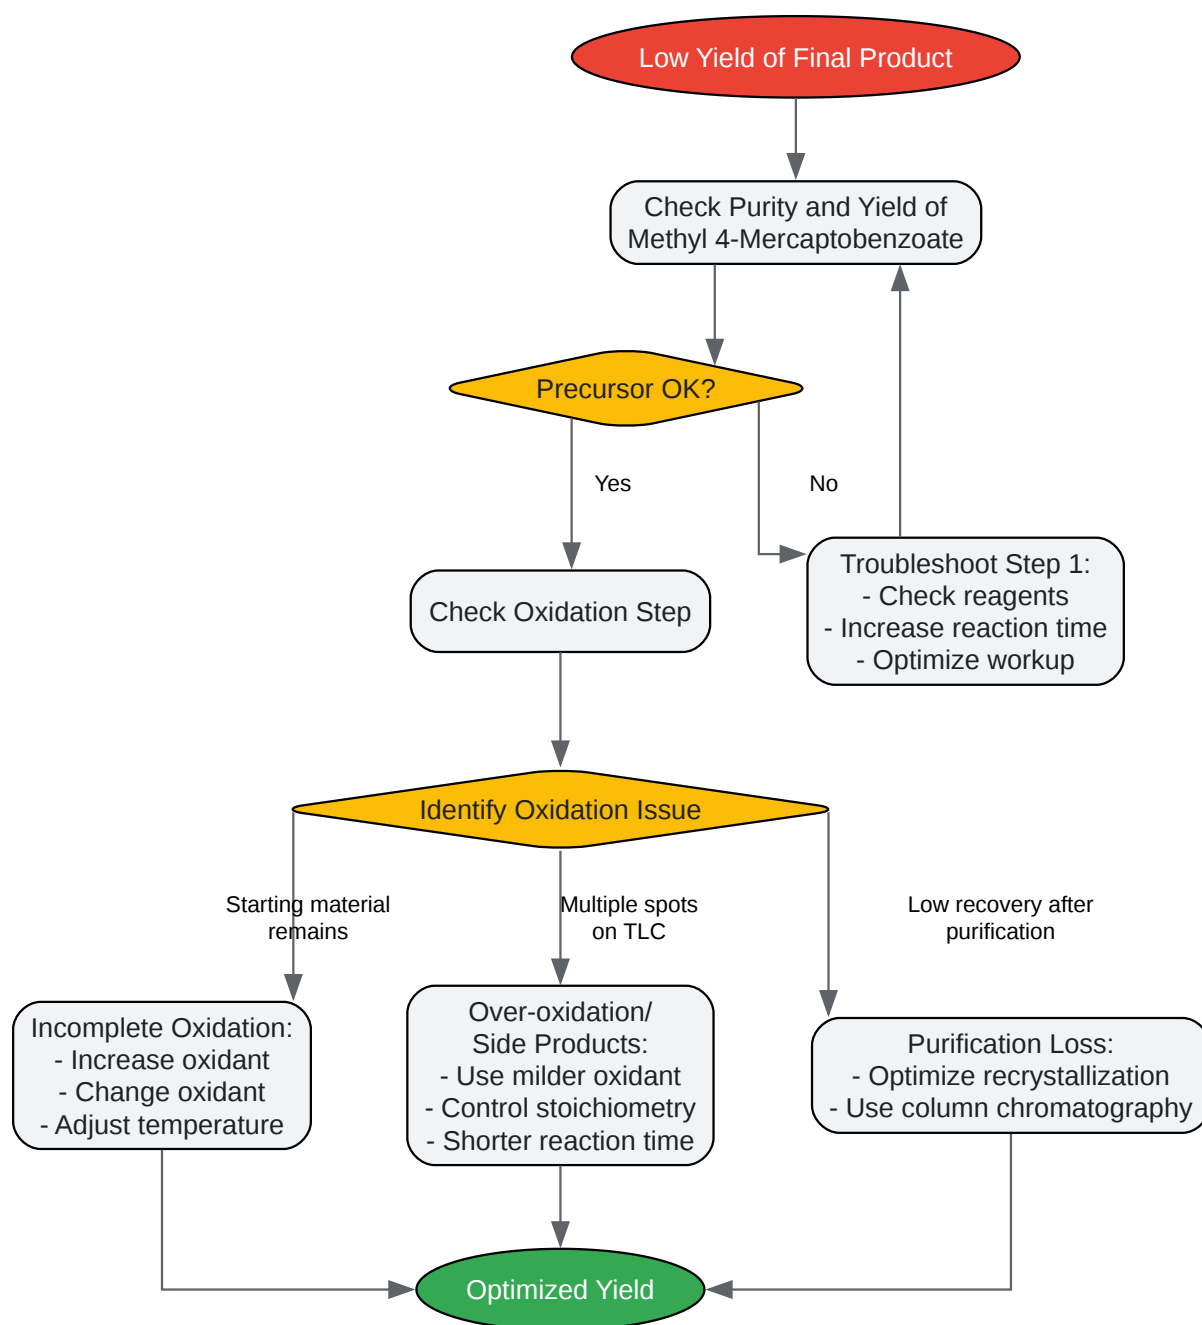 Low Yield of Final Product
Check Purity and Yield of
Methyl 4-Mercaptobenzoate
Precursor OK?
Yes
No
Troubleshoot Step 1:
- Check reagents
- Increase reaction time
- Optimize workup
Check Oxidation Step
Identify Oxidation Issue
Starting material
remains
Multiple spots
on TLC
Low recovery after
purification
Incomplete Oxidation:
- Increase oxidant
- Change oxidant
- Adjust temperature
Over-oxidation/
Side Products:
- Use milder oxidant
- Control stoichiometry
- Shorter reaction time
Purification Loss:
- Optimize recrystallization
- Use column chromatography
Optimized Yield